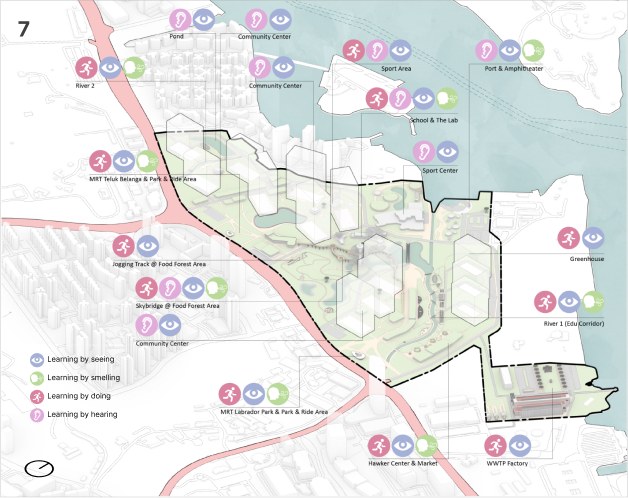 7
Pond
Community Center
Sport Area
Port & Amphitheater
River 2
Community Center
School & The Lab
Sport Center
MRT Teluk Belanga & Park & Ride Area
Jogging Track @ Food Forest Area
Greenhouse
Skybridge @ Food Forest Area
River 1 (Edu Corridor)
Community Center
Learning by seeing
Learning by smelling
Learning by doing
Learning by hearing
MRT Labrador Park & Park & Ride Area
Hawker Center & Market
WWTP Factory